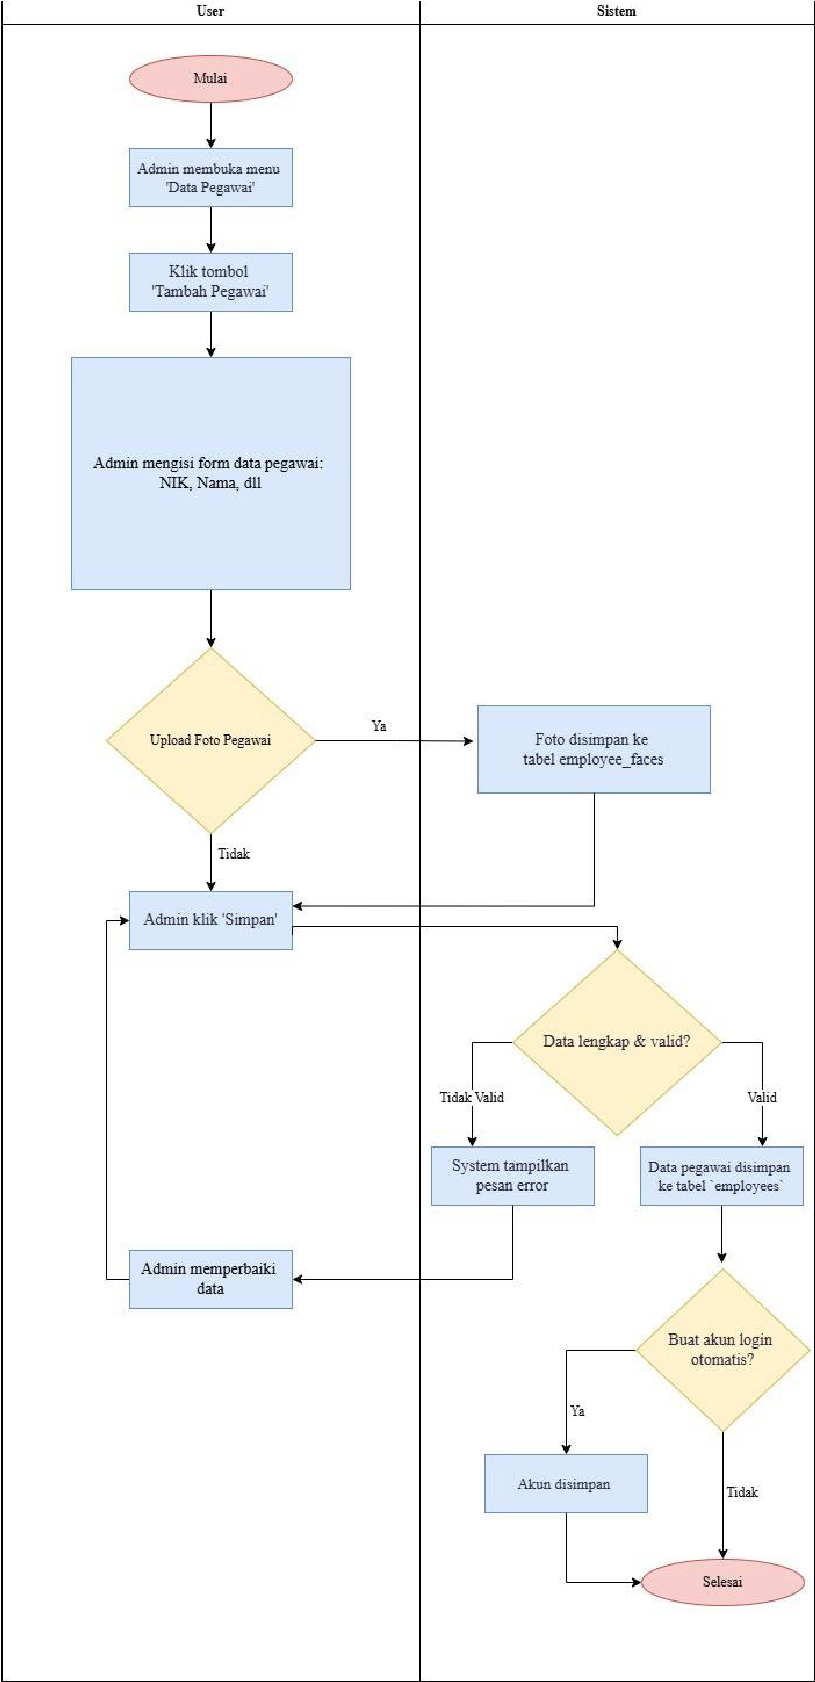 User
Sistem
Mulai
Admin membuka menu
'Data Pegawai'
Klik tombol
'Tambah Pegawai'
Admin mengisi form data pegawai:
NIK, Nama, dll
Upload Foto Pegawai
Ya
Foto disimpan ke
tabel employee_faces
Tidak
Admin klik 'Simpan'
Data lengkap & valid?
Tidak Valid
Valid
System tampilkan
pesan error
Data pegawai disimpan
ke tabel `employees`
Admin memperbaiki
data
Buat akun login
otomatis?
Ya
Akun disimpan
Tidak
Selesai